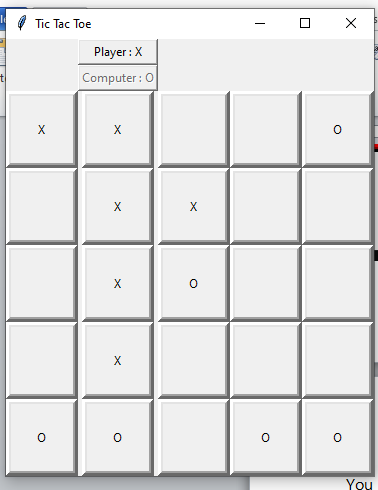 Tic Tac Toe
Player : X
Computer : O
X X O
X X
X O
X
O O O O
You